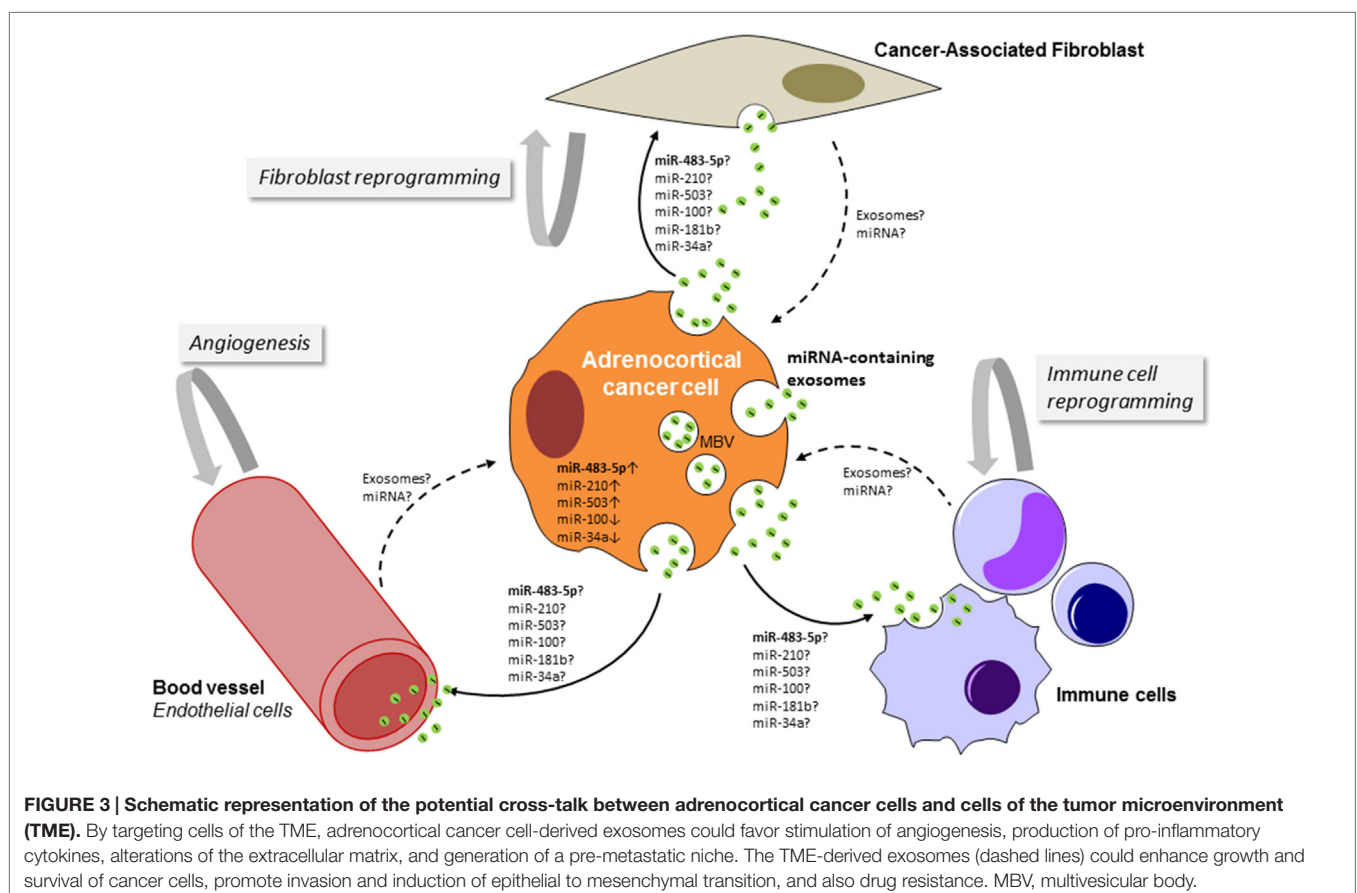 Cancer-Associated Fibroblast
Fibroblast reprogramming
miR-483-5p?
miR-210?
miR-503?
miR-100?
miR-181b?
miR-34a?
Exosomes?
miRNA?
Angiogenesis
Adrenocortical
cancer cell
miRNA-containing
exosomes
Immune cell
reprogramming
MBV
miR-483-5p↑
miR-210↑
miR-503↑
miR-100↓
miR-34a↓
Exosomes?
miRNA?
Exosomes?
miRNA?
miR-483-5p?
miR-210?
miR-503?
miR-100?
miR-181b?
miR-34a?
miR-483-5p?
miR-210?
miR-503?
miR-100?
miR-181b?
miR-34a?
Bood vessel
Endothelial cells
Immune cells
FIGURE 3 | Schematic representation of the potential cross-talk between adrenocortical cancer cells and cells of the tumor microenvironment
(TME). By targeting cells of the TME, adrenocortical cancer cell-derived exosomes could favor stimulation of angiogenesis, production of pro-inflammatory
cytokines, alterations of the extracellular matrix, and generation of a pre-metastatic niche. The TME-derived exosomes (dashed lines) could enhance growth and
survival of cancer cells, promote invasion and induction of epithelial to mesenchymal transition, and also drug resistance. MBV, multivesicular body.